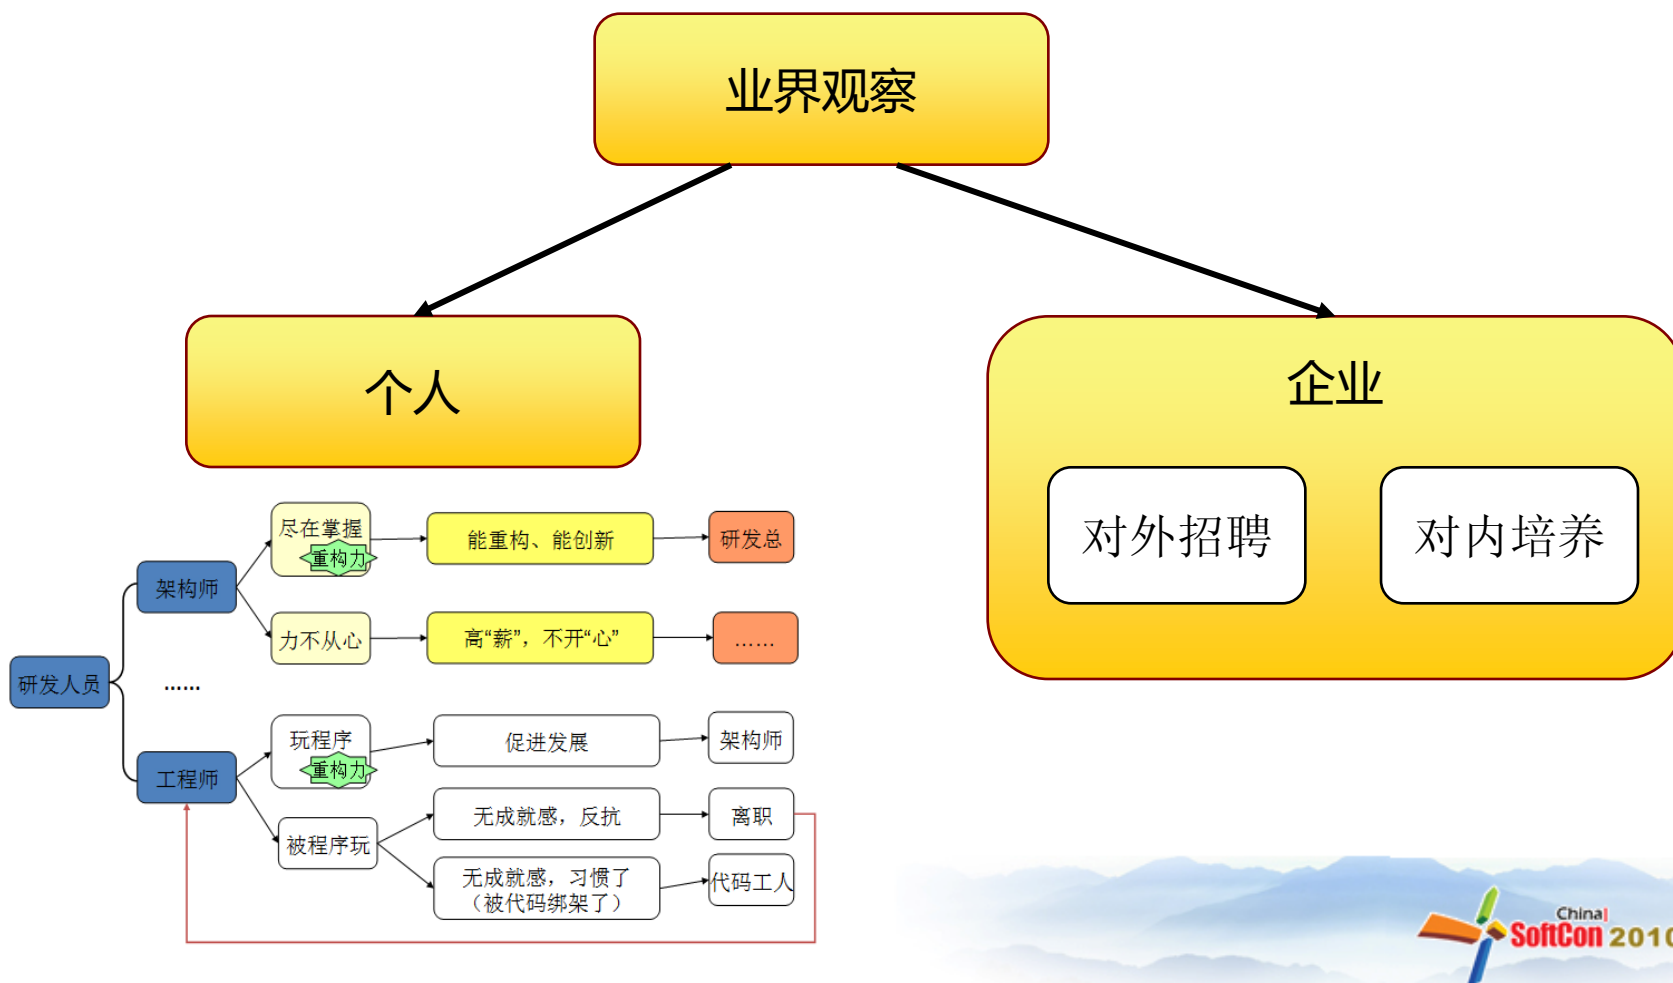 业界观察
个人
企业
对外招聘
对内培养
研发人员
架构师
尽在掌握
重构力
能重构、能创新
研发总
力不从心
高“薪”，不开“心”
……
……
工程师
玩程序
重构力
促进发展
架构师
被程序玩
无成就感，反抗
离职
无成就感，习惯了
（被代码绑架了）
代码工人
China
SoftCon 2010